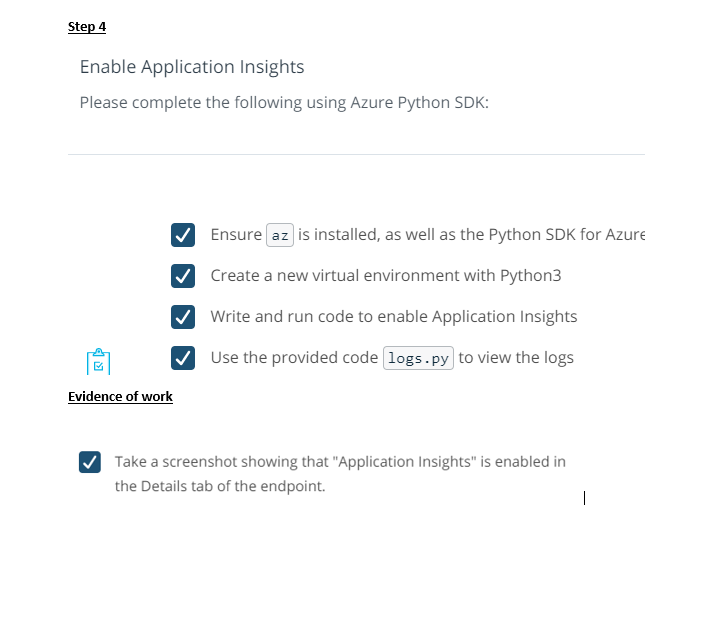 Step 4
Enable Application Insights
Please complete the following using Azure Python SDK:
Ensure az is installed, as well as the Python SDK for Azure
Create a new virtual environment with Python3
Write and run code to enable Application Insights
Use the provided code logs.py to view the logs
Evidence of work
Take a screenshot showing that "Application Insights" is enabled in
the Details tab of the endpoint.